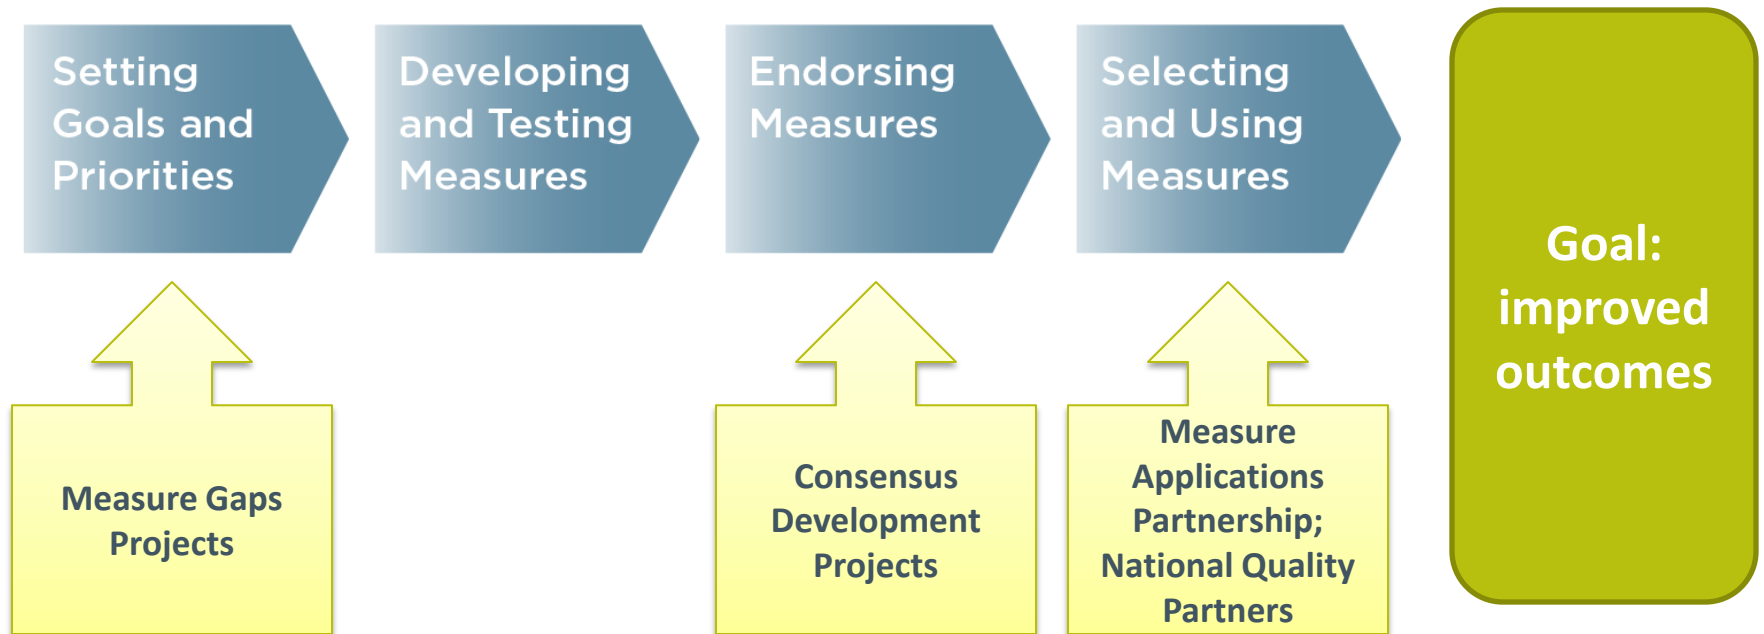 Setting
Goals and
Priorities
Developing
and Testing
Measures
Endorsing
Measures
Selecting
and Using
Measures
Goal:
improved
outcomes
Measure Gaps
Projects
Consensus
Development
Projects
Measure
Applications
Partnership;
National Quality
Partners